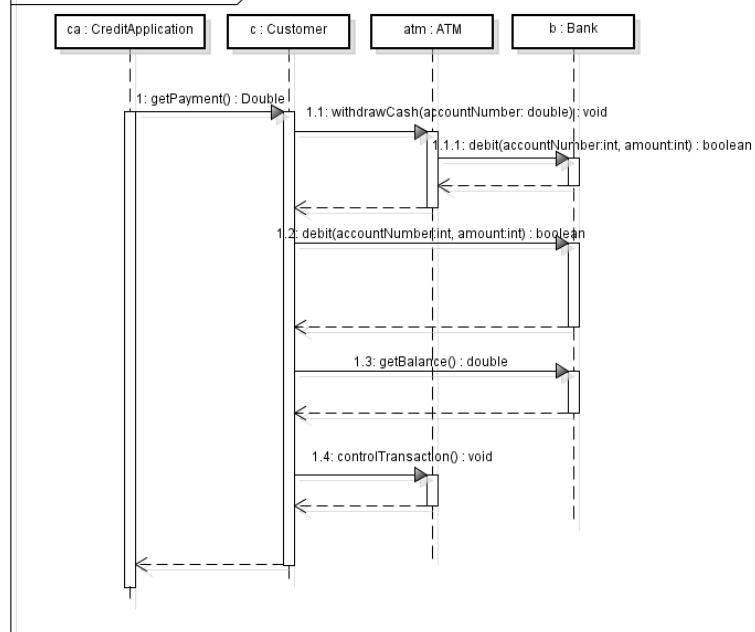 ca : CreditApplication
c : Customer
atm : ATM
b : Bank
1: getPayment() : Double
1.1: withdrawCash(accountNumber: double) : void
1.1.1: debit(accountNumber:int, amount:int) : boolean
1.2: debit(accountNumber:int, amount:int) : boolean
1.3: getBalance() : double
1.4: controlTransaction() : void